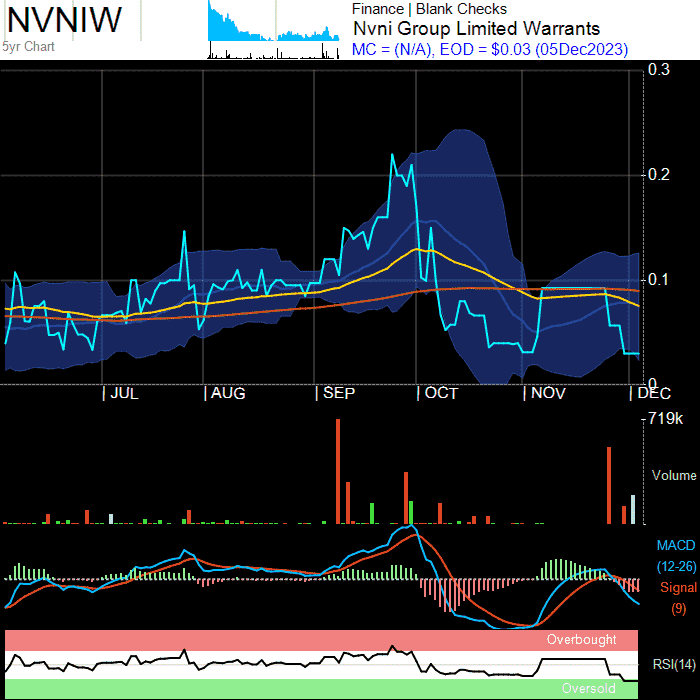 NVNIW
5yr Chart
Finance | Blank Checks
Nvni Group Limited Warrants
MC = (N/A), EOD = $0.03 (05Dec2023)
0.3
0.2
0.1
0
JUL AUG SEP OCT NOV DEC
719k
Volume
MACD
(12-26)
Signal
(9)
Overbought
RSI(14)
Oversold